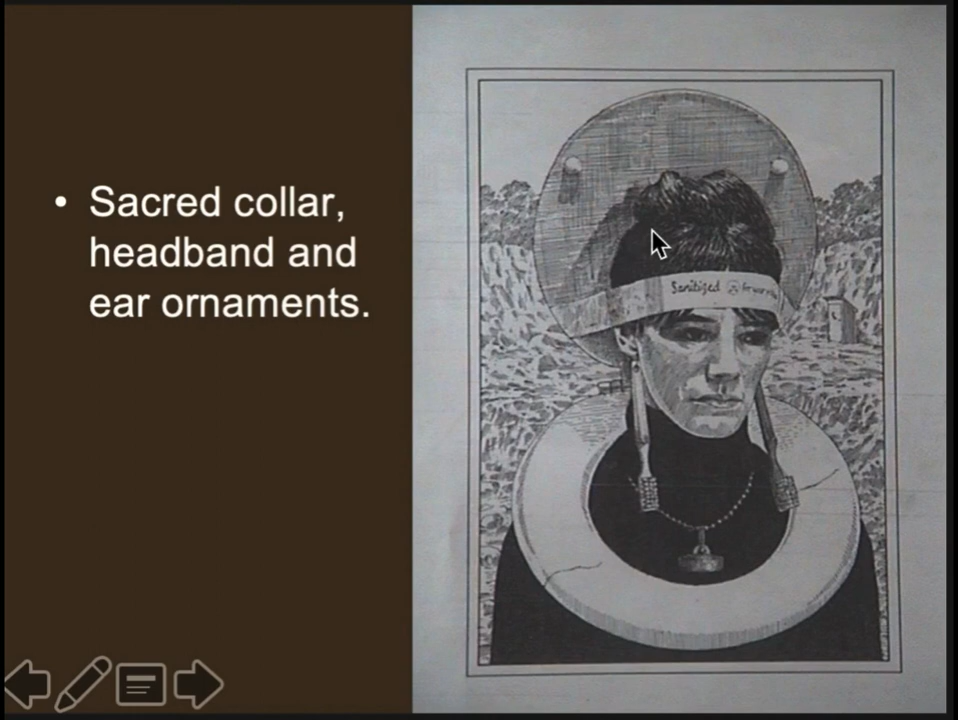 • Sacred collar,
headband and
ear ornaments.
Sanitized